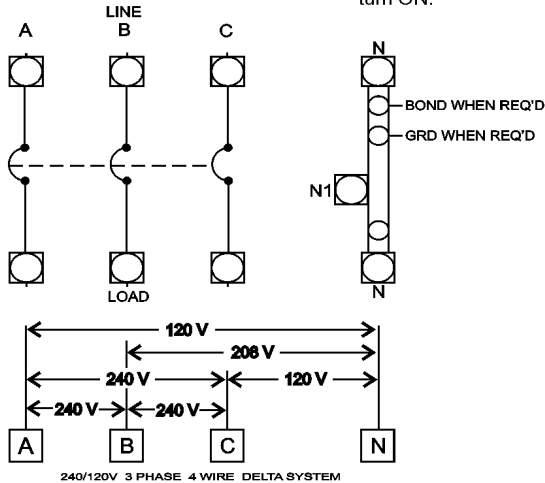 turn ON.
LINE
A B C
N
BOND WHEN REQ'D
GRD WHEN REQ'D
N1
LOAD
N
120 V
208 V
240 V 120 V
240 V 240 V
A B C N
240/120V 3 PHASE 4 WIRE DELTA SYSTEM